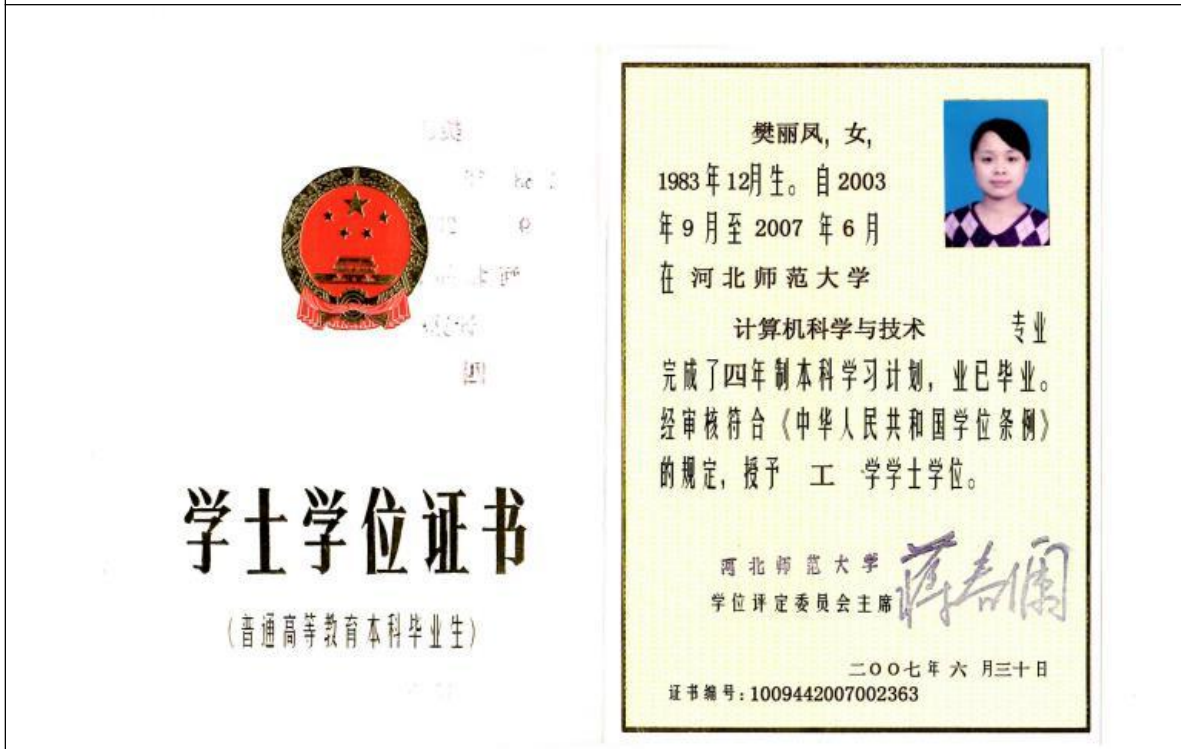 学士学位证书
(普通高等教育本科毕业生)
樊丽凤, 女,
1983年12月生。自2003
年9月至2007年6月
在河北师范大学
计算机科学与技术 专业
完成了四年制本科学习计划, 业已毕业。
经审核符合《中华人民共和国学位条例》
的规定, 授予 工 学学士学位。
河北师范大学
学位评定委员会主席
二〇〇七年六月三十日
证书编号:1009442007002363